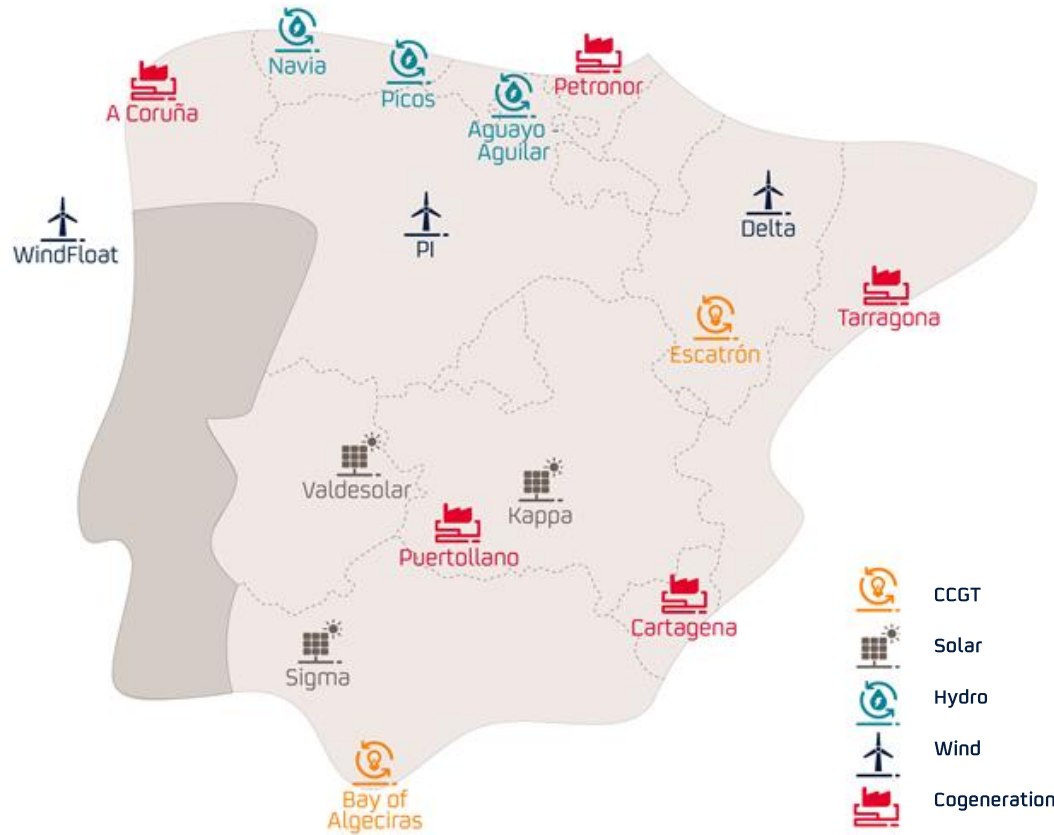 Navia
Picos
Petronor
A Coruña
Aguayo -
Aguilar
WindFloat
PI
Delta
Tarragona
Escatrón
Valdesolar
Kappa
Puertollano
Cartagena
Sigma
Bay of
Algeciras
CCGT
Solar
Hydro
Wind
Cogeneration